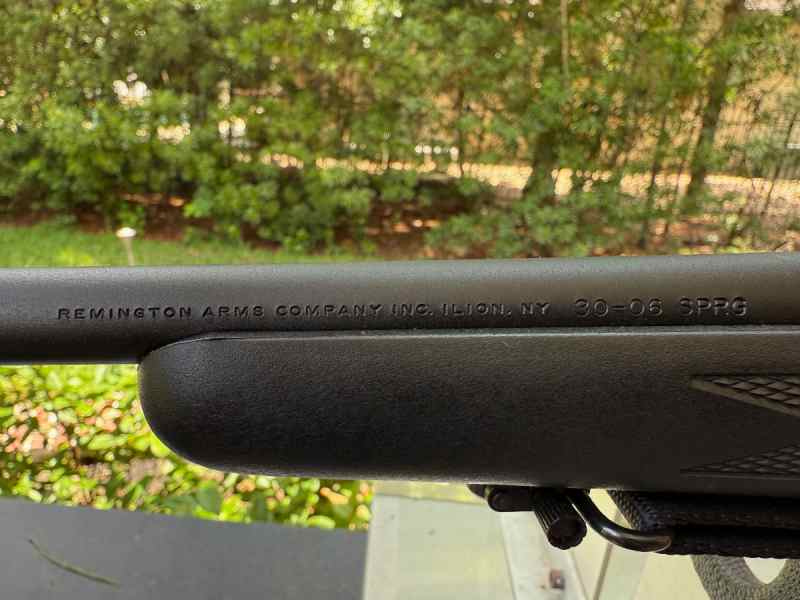 REMINGTON ARMS COMPANY INC. ILION, NY 30-06 SPRG